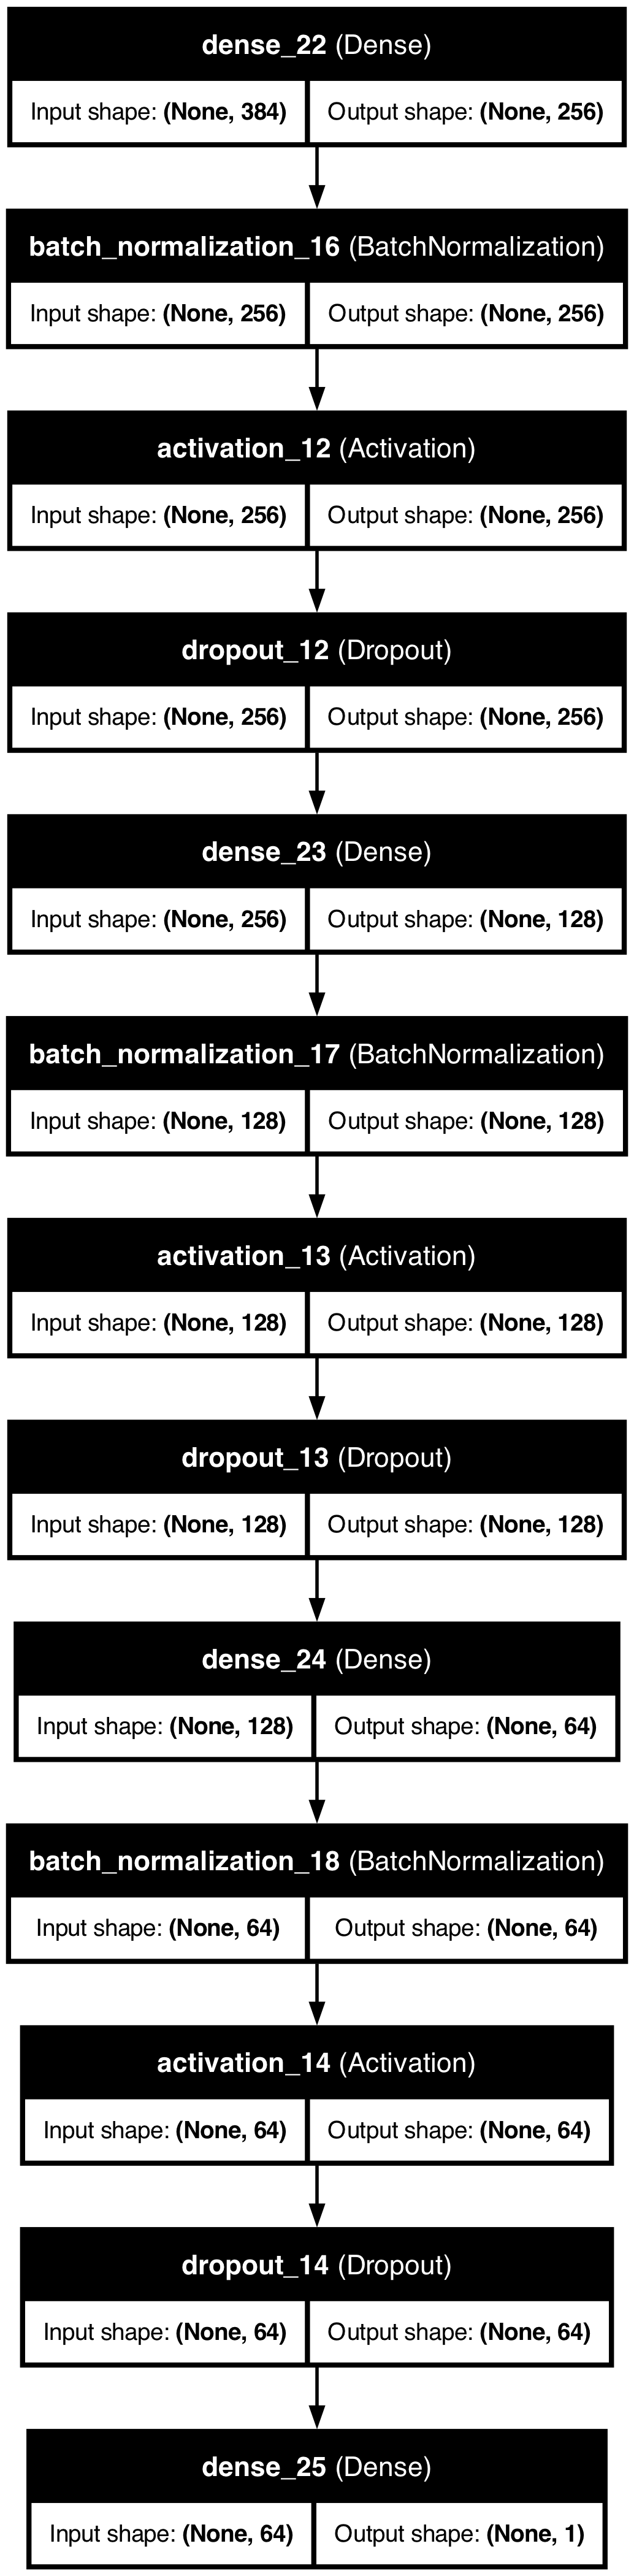 dense_22 (Dense)
Input shape: (None, 384) Output shape: (None, 256)
batch_normalization_16 (BatchNormalization)
Input shape: (None, 256) Output shape: (None, 256)
activation_12 (Activation)
Input shape: (None, 256) Output shape: (None, 256)
dropout_12 (Dropout)
Input shape: (None, 256) Output shape: (None, 256)
dense_23 (Dense)
Input shape: (None, 256) Output shape: (None, 128)
batch_normalization_17 (BatchNormalization)
Input shape: (None, 128) Output shape: (None, 128)
activation_13 (Activation)
Input shape: (None, 128) Output shape: (None, 128)
dropout_13 (Dropout)
Input shape: (None, 128) Output shape: (None, 128)
dense_24 (Dense)
Input shape: (None, 128) Output shape: (None, 64)
batch_normalization_18 (BatchNormalization)
Input shape: (None, 64) Output shape: (None, 64)
activation_14 (Activation)
Input shape: (None, 64) Output shape: (None, 64)
dropout_14 (Dropout)
Input shape: (None, 64) Output shape: (None, 64)
dense_25 (Dense)
Input shape: (None, 64) Output shape: (None, 1)